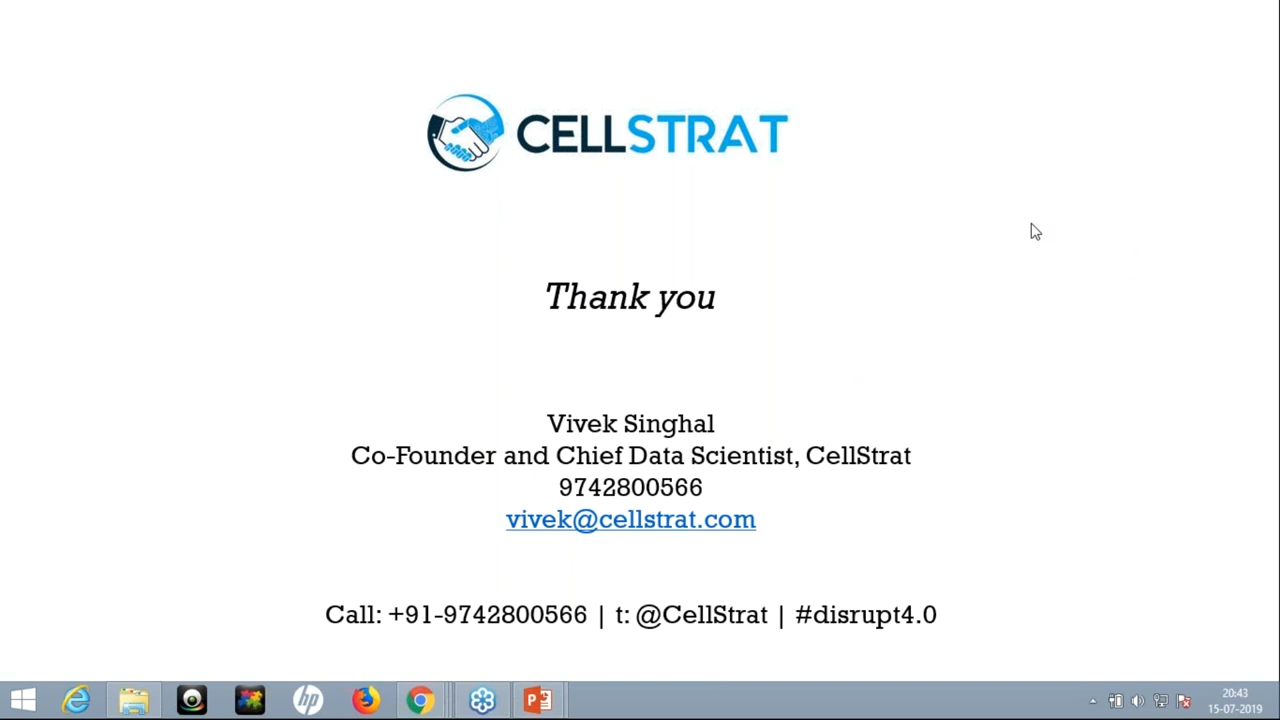 CELLSTRAT
Thank you
Vivek Singhal
Co-Founder and Chief Data Scientist, CellStrat
9742800566
vivek@cellstrat.com
Call: +91-9742800566 | t: @CellStrat | #disrupt4.0
hp
P
20:43
15-07-2019